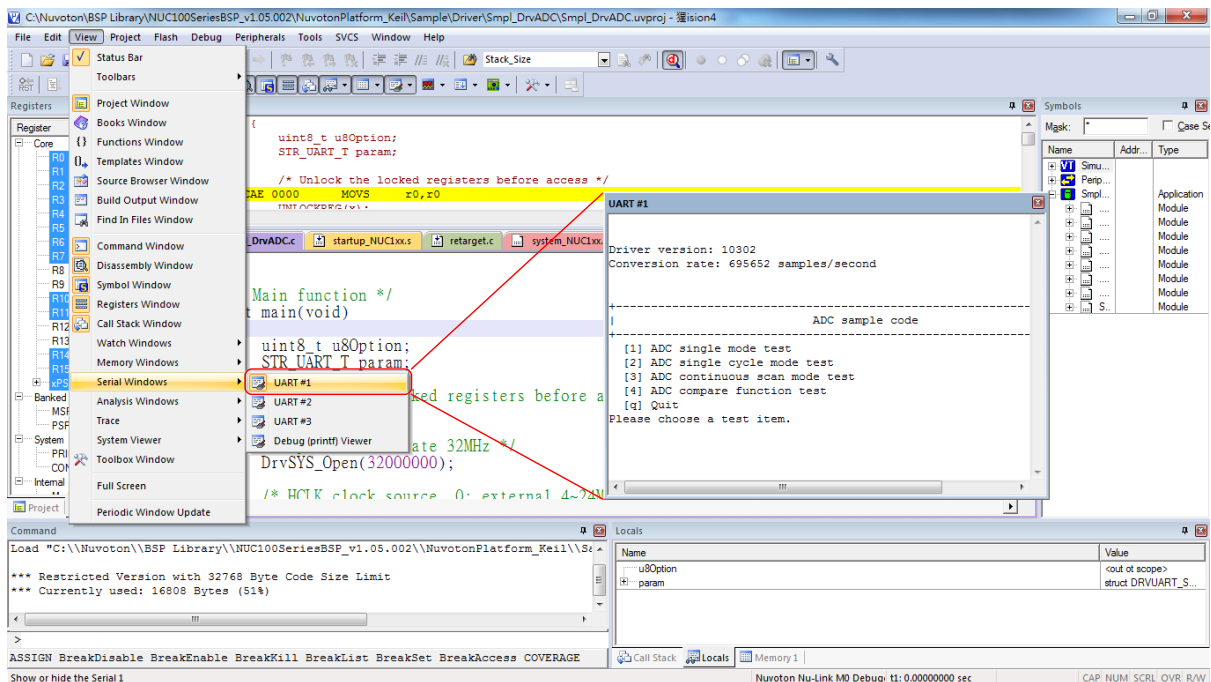 C:\Nuvoton\BSP Library\NUC100SeriesBSP_v1.05.002\NuvotonPlatform_Keil\Sample\Driver\Smpl_DrvADC\Smpl_DrvADC.uvproj - 獾ision4
File Edit View Project Flash Debug Peripherals Tools SVCS Window Help
Stack_Size
Status Bar
Toolbars
Project Window
Books Window
Functions Window
Templates Window
Source Browser Window
Build Output Window
Find In Files Window
Command Window
Disassembly Window
Symbol Window
Registers Window
Call Stack Window
Watch Windows
Memory Windows
Serial Windows
Analysis Windows
Trace
System Viewer
Toolbox Window
Full Screen
Periodic Window Update
UART #1
UART #2
UART #3
Debug (printf) Viewer
Registers
Register
Core
R0
R1
R2
R3
R4
R5
R6
R7
R8
R9
R10
R11
R12
R13
R14
R15
xPS
Banked
MSP
PSP
System
PRI
CON
Internal
Project
{
uint8_t u8Option;
STR_UART_T param;
/* Unlock the locked registers before access */
CAE 0000 MOVS r0,r0
UNLOCKREG(x);
_DrvADC.c startup_NUC1xx.s retarget.c system_NUC1xx.
Main function */
t main(void)
uint8_t u8Option;
STR_UART_T param;
ked registers before a
ate 32MHz */
DrvSYS_Open(32000000);
/* HCLK clock source. 0: external 4~24M
UART #1
Driver version: 10302
Conversion rate: 695652 samples/second
+----------------------------------------------------------
| ADC sample code
+----------------------------------------------------------
[1] ADC single mode test
[2] ADC single cycle mode test
[3] ADC continuous scan mode test
[4] ADC compare function test
[q] Quit
Please choose a test item.
Symbols
Mask: * Case Se
Name Addr... Type
Simu...
Perip...
Smpl... Application
.... Module
.... Module
.... Module
.... Module
.... Module
.... Module
.... Module
S.. Module
Command
Load "C:\\Nuvoton\\BSP Library\\NUC100SeriesBSP_v1.05.002\\NuvotonPlatform_Keil\\Sa
*** Restricted Version with 32768 Byte Code Size Limit
*** Currently used: 16808 Bytes (51%)
>
ASSIGN BreakDisable BreakEnable BreakKill BreakList BreakSet BreakAccess COVERAGE
Locals
Name Value
u8Option <out of scope>
param struct DRVUART_S...
Call Stack Locals Memory 1
Show or hide the Serial 1 Nuvoton Nu-Link M0 Debug t1: 0.00000000 sec CAP NUM SCRL OVR R/W